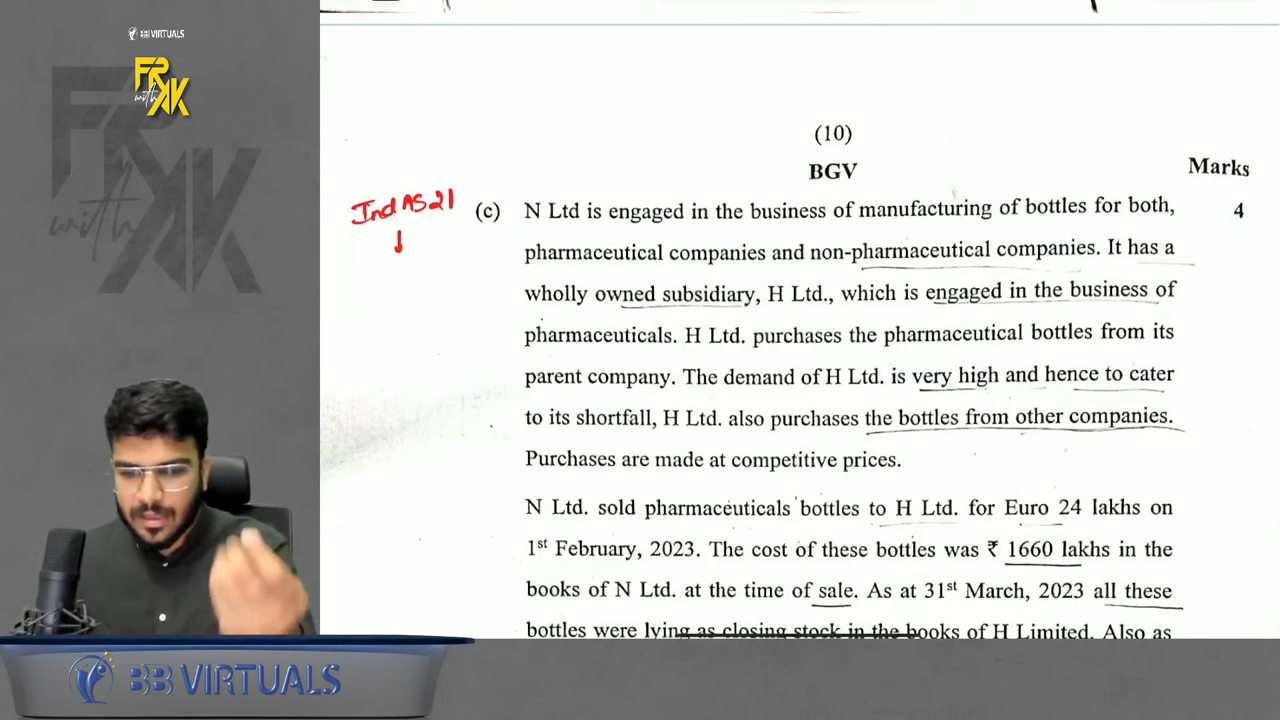 BB VIRTUALS
FR
with
AK
FR
with
AK
(10)
BGV
Marks
Ind AS 21
(c) N Ltd is engaged in the business of manufacturing of bottles for both, 4
pharmaceutical companies and non-pharmaceutical companies. It has a
wholly owned subsidiary, H Ltd., which is engaged in the business of
pharmaceuticals. H Ltd. purchases the pharmaceutical bottles from its
parent company. The demand of H Ltd. is very high and hence to cater
to its shortfall, H Ltd. also purchases the bottles from other companies.
Purchases are made at competitive prices.
N Ltd. sold pharmaceuticals bottles to H Ltd. for Euro 24 lakhs on
1st February, 2023. The cost of these bottles was ₹ 1660 lakhs in the
books of N Ltd. at the time of sale. As at 31st March, 2023 all these
bottles were lying as closing stock in the books of H Limited. Also as
BB VIRTUALS